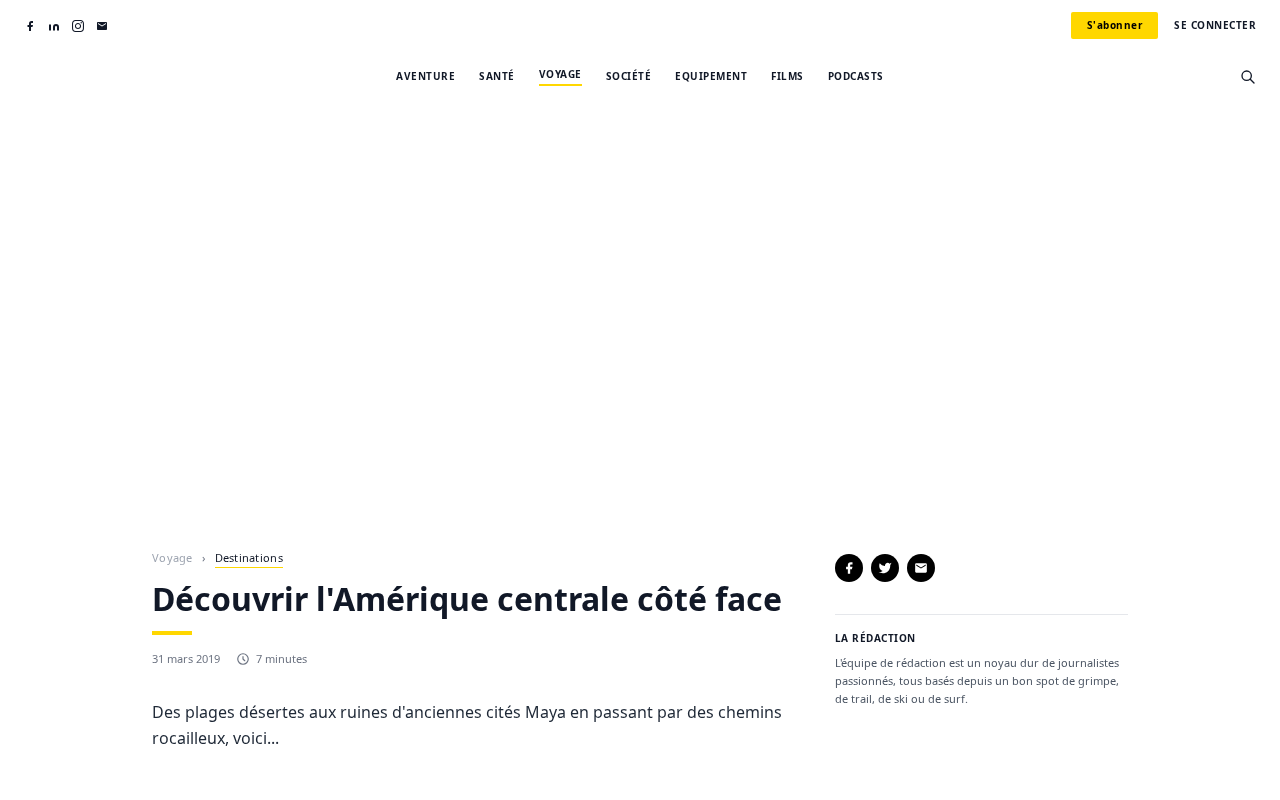 S'abonner
SE CONNECTER
AVENTURE SANTÉ VOYAGE SOCIÉTÉ EQUIPEMENT FILMS PODCASTS
Voyage › Destinations
Découvrir l'Amérique centrale côté face
31 mars 2019 7 minutes
Des plages désertes aux ruines d'anciennes cités Maya en passant par des chemins
rocailleux, voici...
LA RÉDACTION
L'équipe de rédaction est un noyau dur de journalistes
passionnés, tous basés depuis un bon spot de grimpe,
de trail, de ski ou de surf.